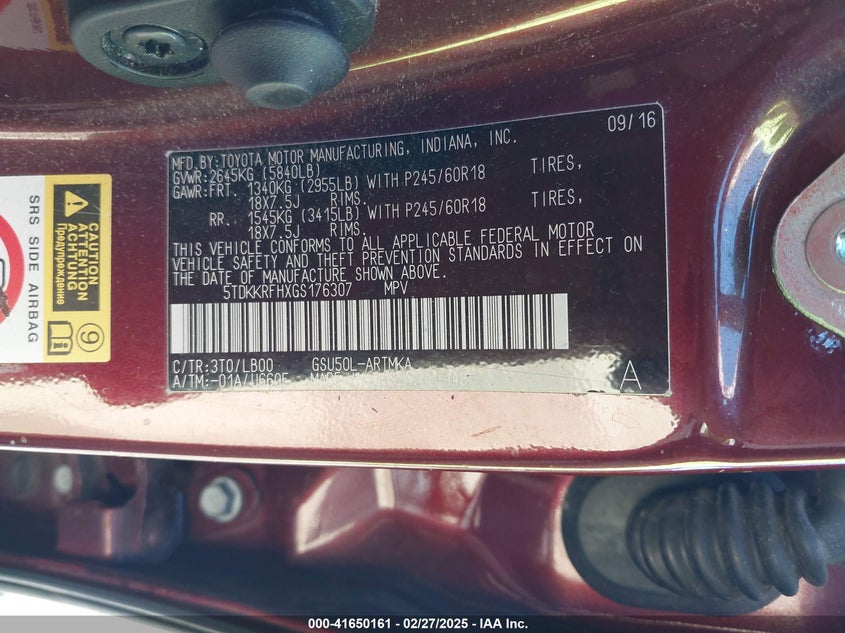 09/16
MFD.BY:TOYOTA MOTOR MANUFACTURING, INDIANA, INC.
GVWR:2645KG (5840LB)
GAWR:FRT. 1340KG (2955LB) WITH P245/60R18 TIRES,
18X7.5J RIMS.
RR. 1545KG (3415LB) WITH P245/60R18 TIRES,
18X7.5J RIMS.
THIS VEHICLE CONFORMS TO ALL APPLICABLE FEDERAL MOTOR
VEHICLE SAFETY AND THEFT PREVENTION STANDARDS IN EFFECT ON
THE DATE OF MANUFACTURE SHOWN ABOVE.
5TDKKRFHXGS176307 MPV
C/TR:3T0/LB00 GSU50L-ARTMKA
A/TM:-01A/U660E
A
CAUTION
ATTENTION
ACHTUNG
Предупреждение
9
SRS SIDE AIRBAG
000-41650161 / 02/27/2025 - IAA Inc.